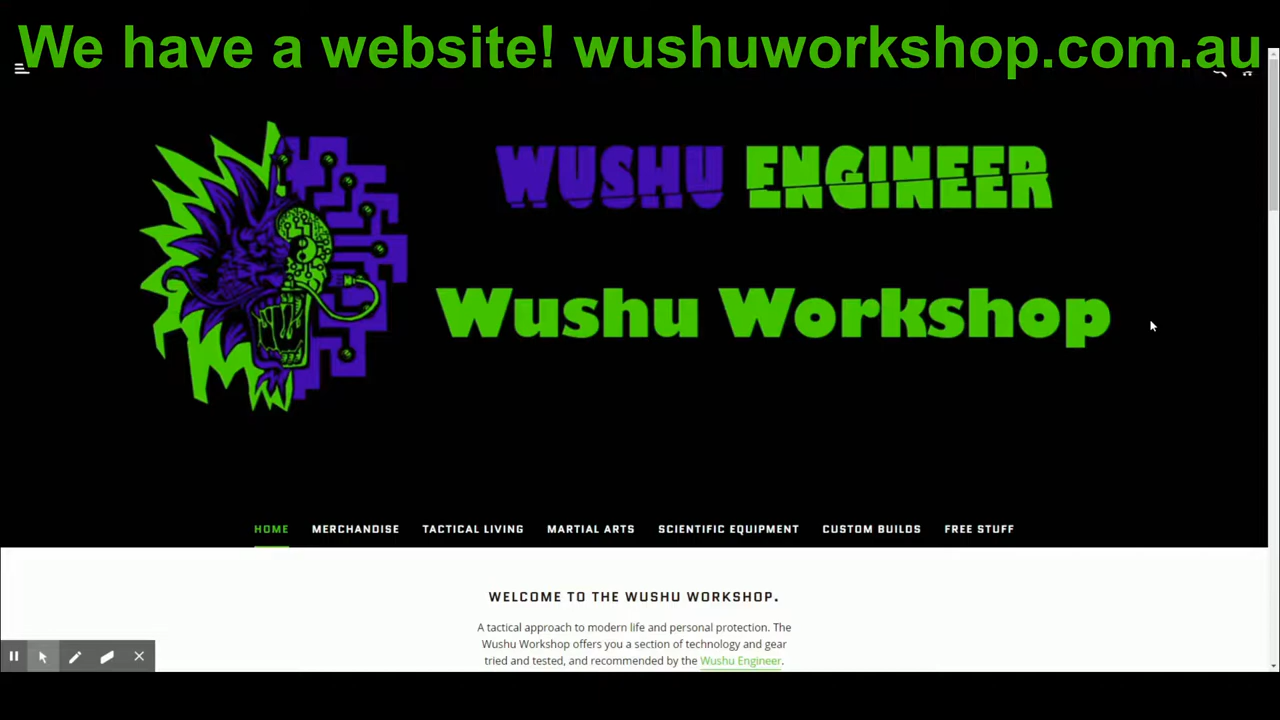 We have a website! wushuworkshop.com.au
WUSHU ENGINEER
Wushu Workshop
HOME MERCHANDISE TACTICAL LIVING MARTIAL ARTS SCIENTIFIC EQUIPMENT CUSTOM BUILDS FREE STUFF
WELCOME TO THE WUSHU WORKSHOP.
A tactical approach to modern life and personal protection. The
Wushu Workshop offers you a section of technology and gear
tried and tested, and recommended by the Wushu Engineer.